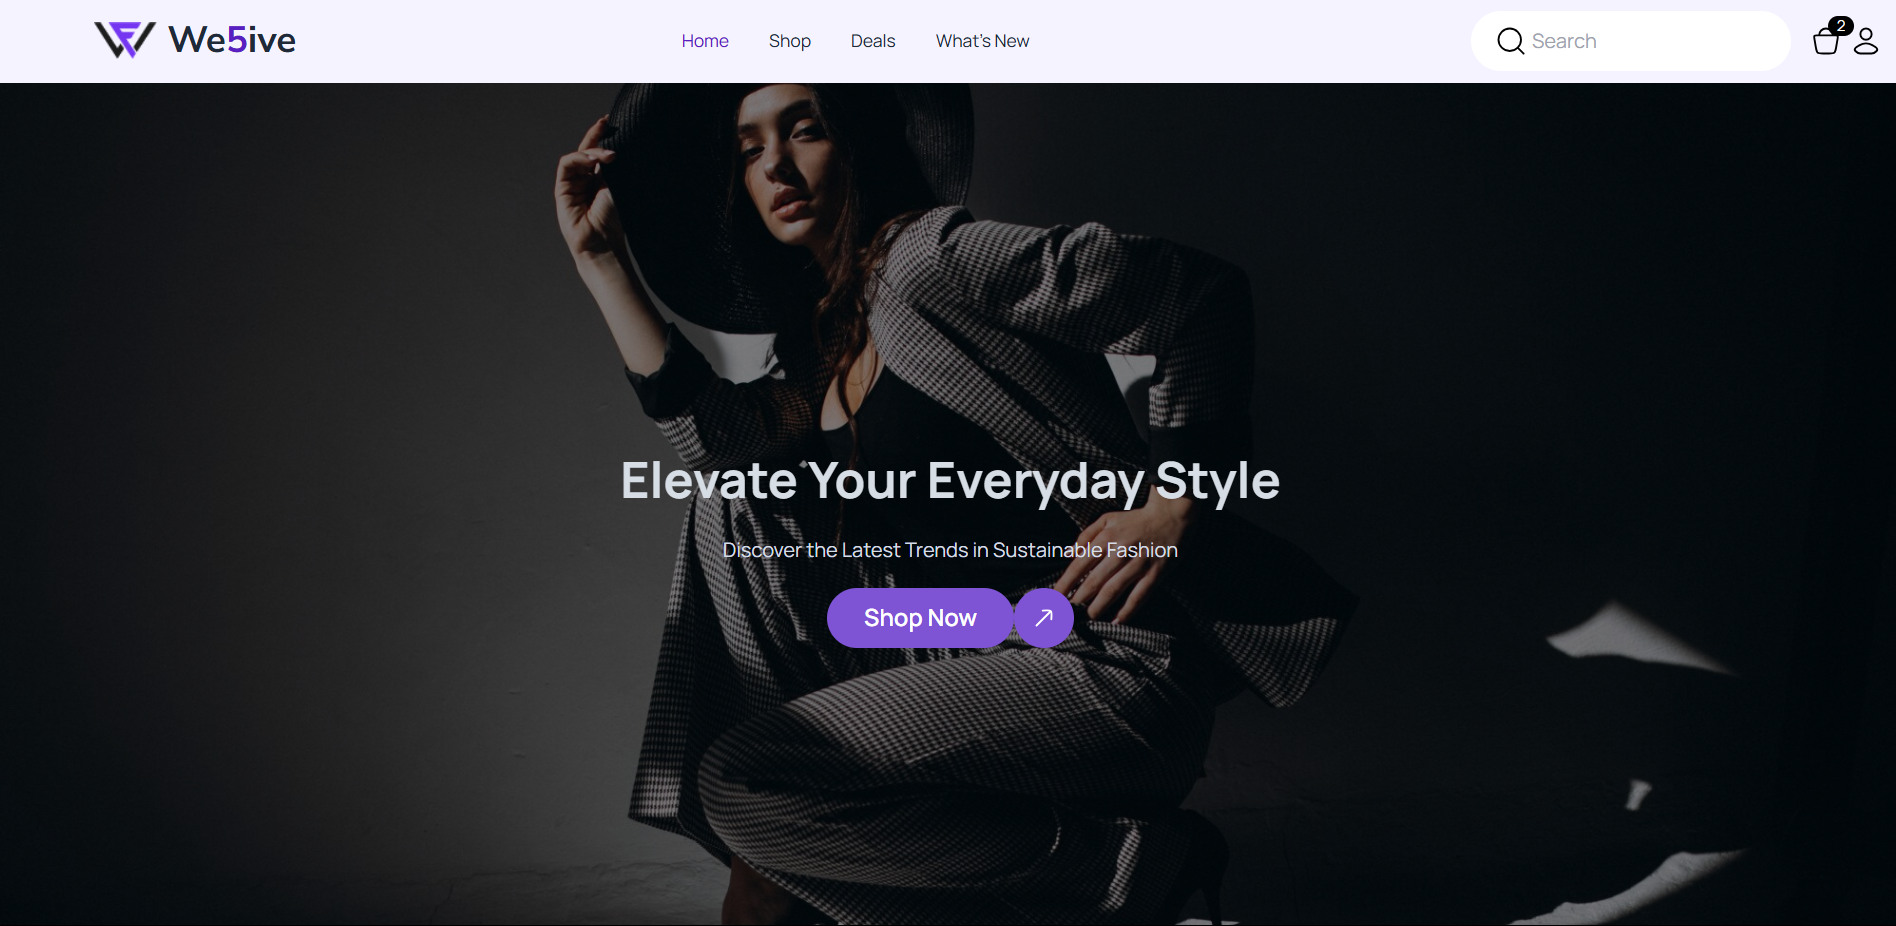 We5ive
Home
Shop
Deals
What's New
Search
2
Elevate Your Everyday Style
Discover the Latest Trends in Sustainable Fashion
Shop Now